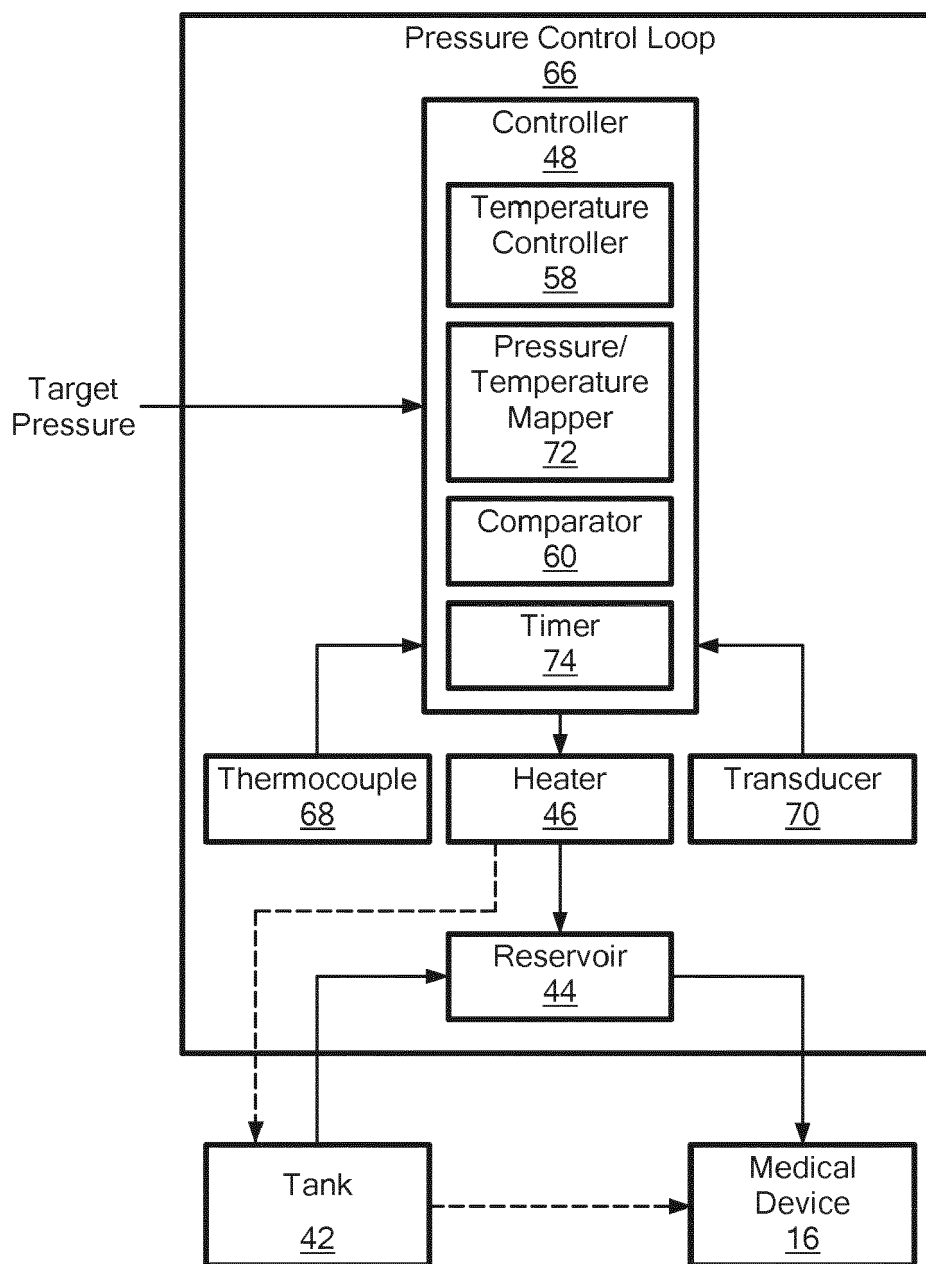 Pressure Control Loop
66
Controller
48
Temperature
Controller
58
Pressure/
Temperature
Mapper
72
Target
Pressure
Comparator
60
Timer
74
Thermocouple
68
Heater
46
Transducer
70
Reservoir
44
Tank
42
Medical
Device
16